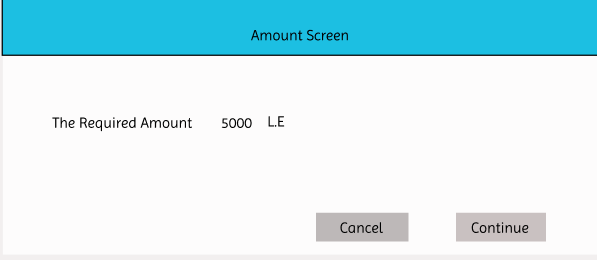 Amount Screen
The Required Amount 5000 L.E
Cancel Continue